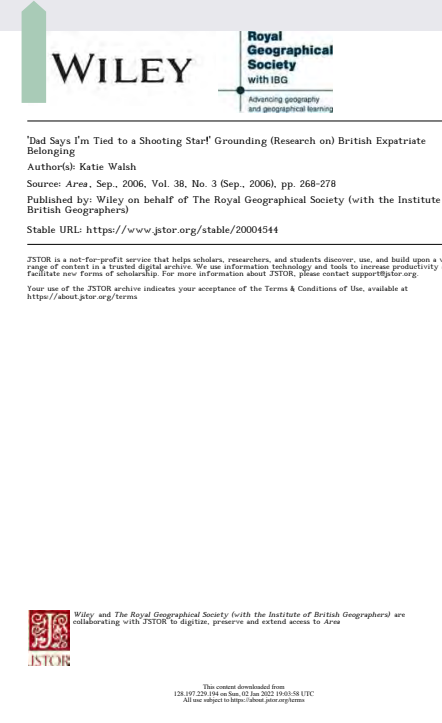 WILEY
Royal
Geographical
Society
with IBG
Advancing geography
and geographical learning
'Dad Says I'm Tied to a Shooting Star!' Grounding (Research on) British Expatriate
Belonging
Author(s): Katie Walsh
Source: Area, Sep., 2006, Vol. 38, No. 3 (Sep., 2006), pp. 268-278
Published by: Wiley on behalf of The Royal Geographical Society (with the Institute
British Geographers)
Stable URL: https://www.jstor.org/stable/20004544
JSTOR is a not-for-profit service that helps scholars, researchers, and students discover, use, and build upon a
range of content in a trusted digital archive. We use information technology and tools to increase productivity
facilitate new forms of scholarship. For more information about JSTOR, please contact support@jstor.org.
Your use of the JSTOR archive indicates your acceptance of the Terms & Conditions of Use, available at
https://about.jstor.org/terms
Wiley and The Royal Geographical Society (with the Institute of British Geographers) are
collaborating with JSTOR to digitize, preserve and extend access to Area
JSTOR
This content downloaded from
128.197.229.194 on Sun, 02 Jan 2022 19:03:58 UTC
All use subject to https://about.jstor.org/terms